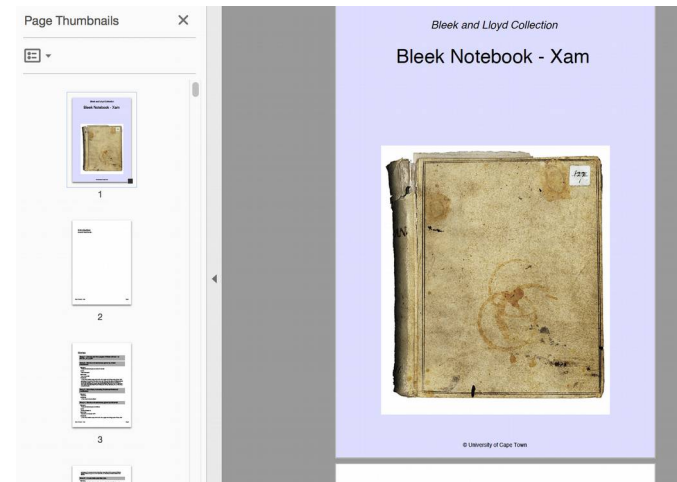 Page Thumbnails
1
2
3
Bleek and Lloyd Collection
Bleek Notebook - Xam
© University of Cape Town